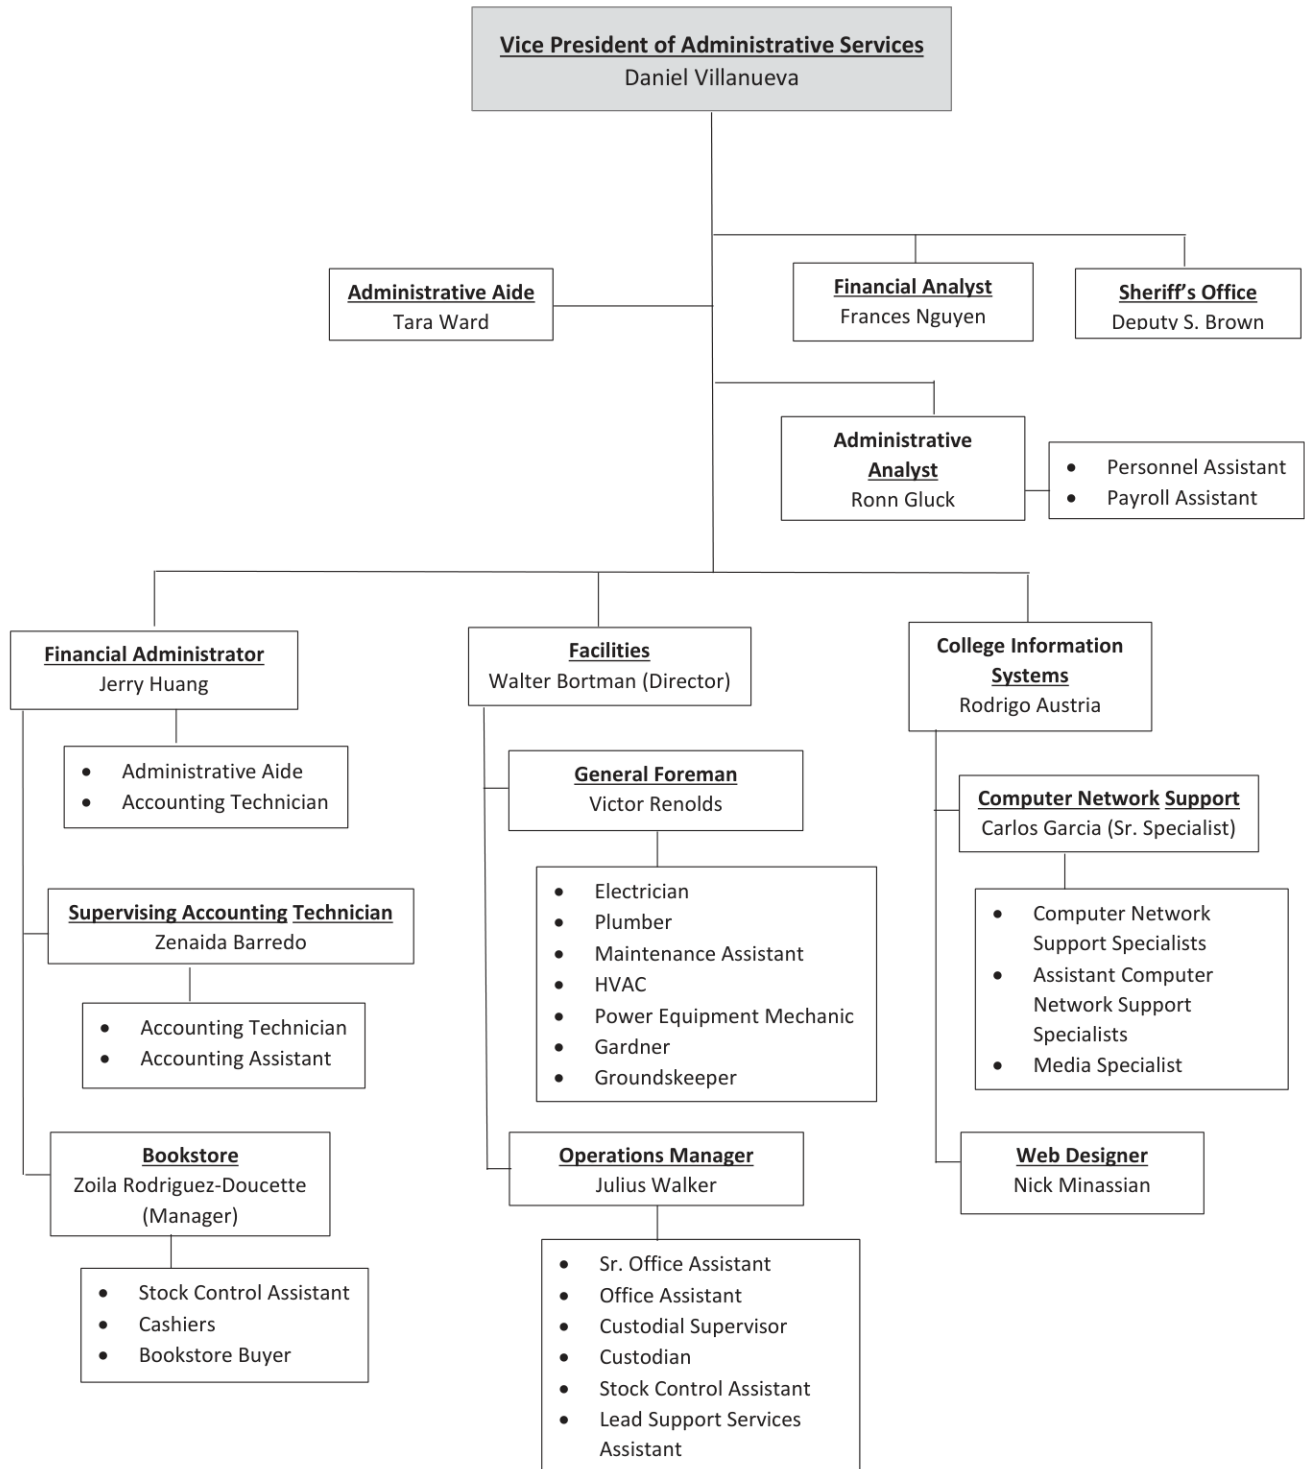 Vice President of Administrative Services
Daniel Villanueva
Administrative Aide
Tara Ward
Financial Analyst
Frances Nguyen
Sheriff's Office
Deputy S. Brown
Administrative
Analyst
Ronn Gluck
• Personnel Assistant
• Payroll Assistant
Financial Administrator
Jerry Huang
• Administrative Aide
• Accounting Technician
Supervising Accounting Technician
Zenaida Barredo
• Accounting Technician
• Accounting Assistant
Bookstore
Zoila Rodriguez-Doucette
(Manager)
• Stock Control Assistant
• Cashiers
• Bookstore Buyer
Facilities
Walter Bortman (Director)
General Foreman
Victor Renolds
• Electrician
• Plumber
• Maintenance Assistant
• HVAC
• Power Equipment Mechanic
• Gardner
• Groundskeeper
Operations Manager
Julius Walker
• Sr. Office Assistant
• Office Assistant
• Custodial Supervisor
• Custodian
• Stock Control Assistant
• Lead Support Services
Assistant
College Information
Systems
Rodrigo Austria
Computer Network Support
Carlos Garcia (Sr. Specialist)
• Computer Network
Support Specialists
• Assistant Computer
Network Support
Specialists
• Media Specialist
Web Designer
Nick Minassian